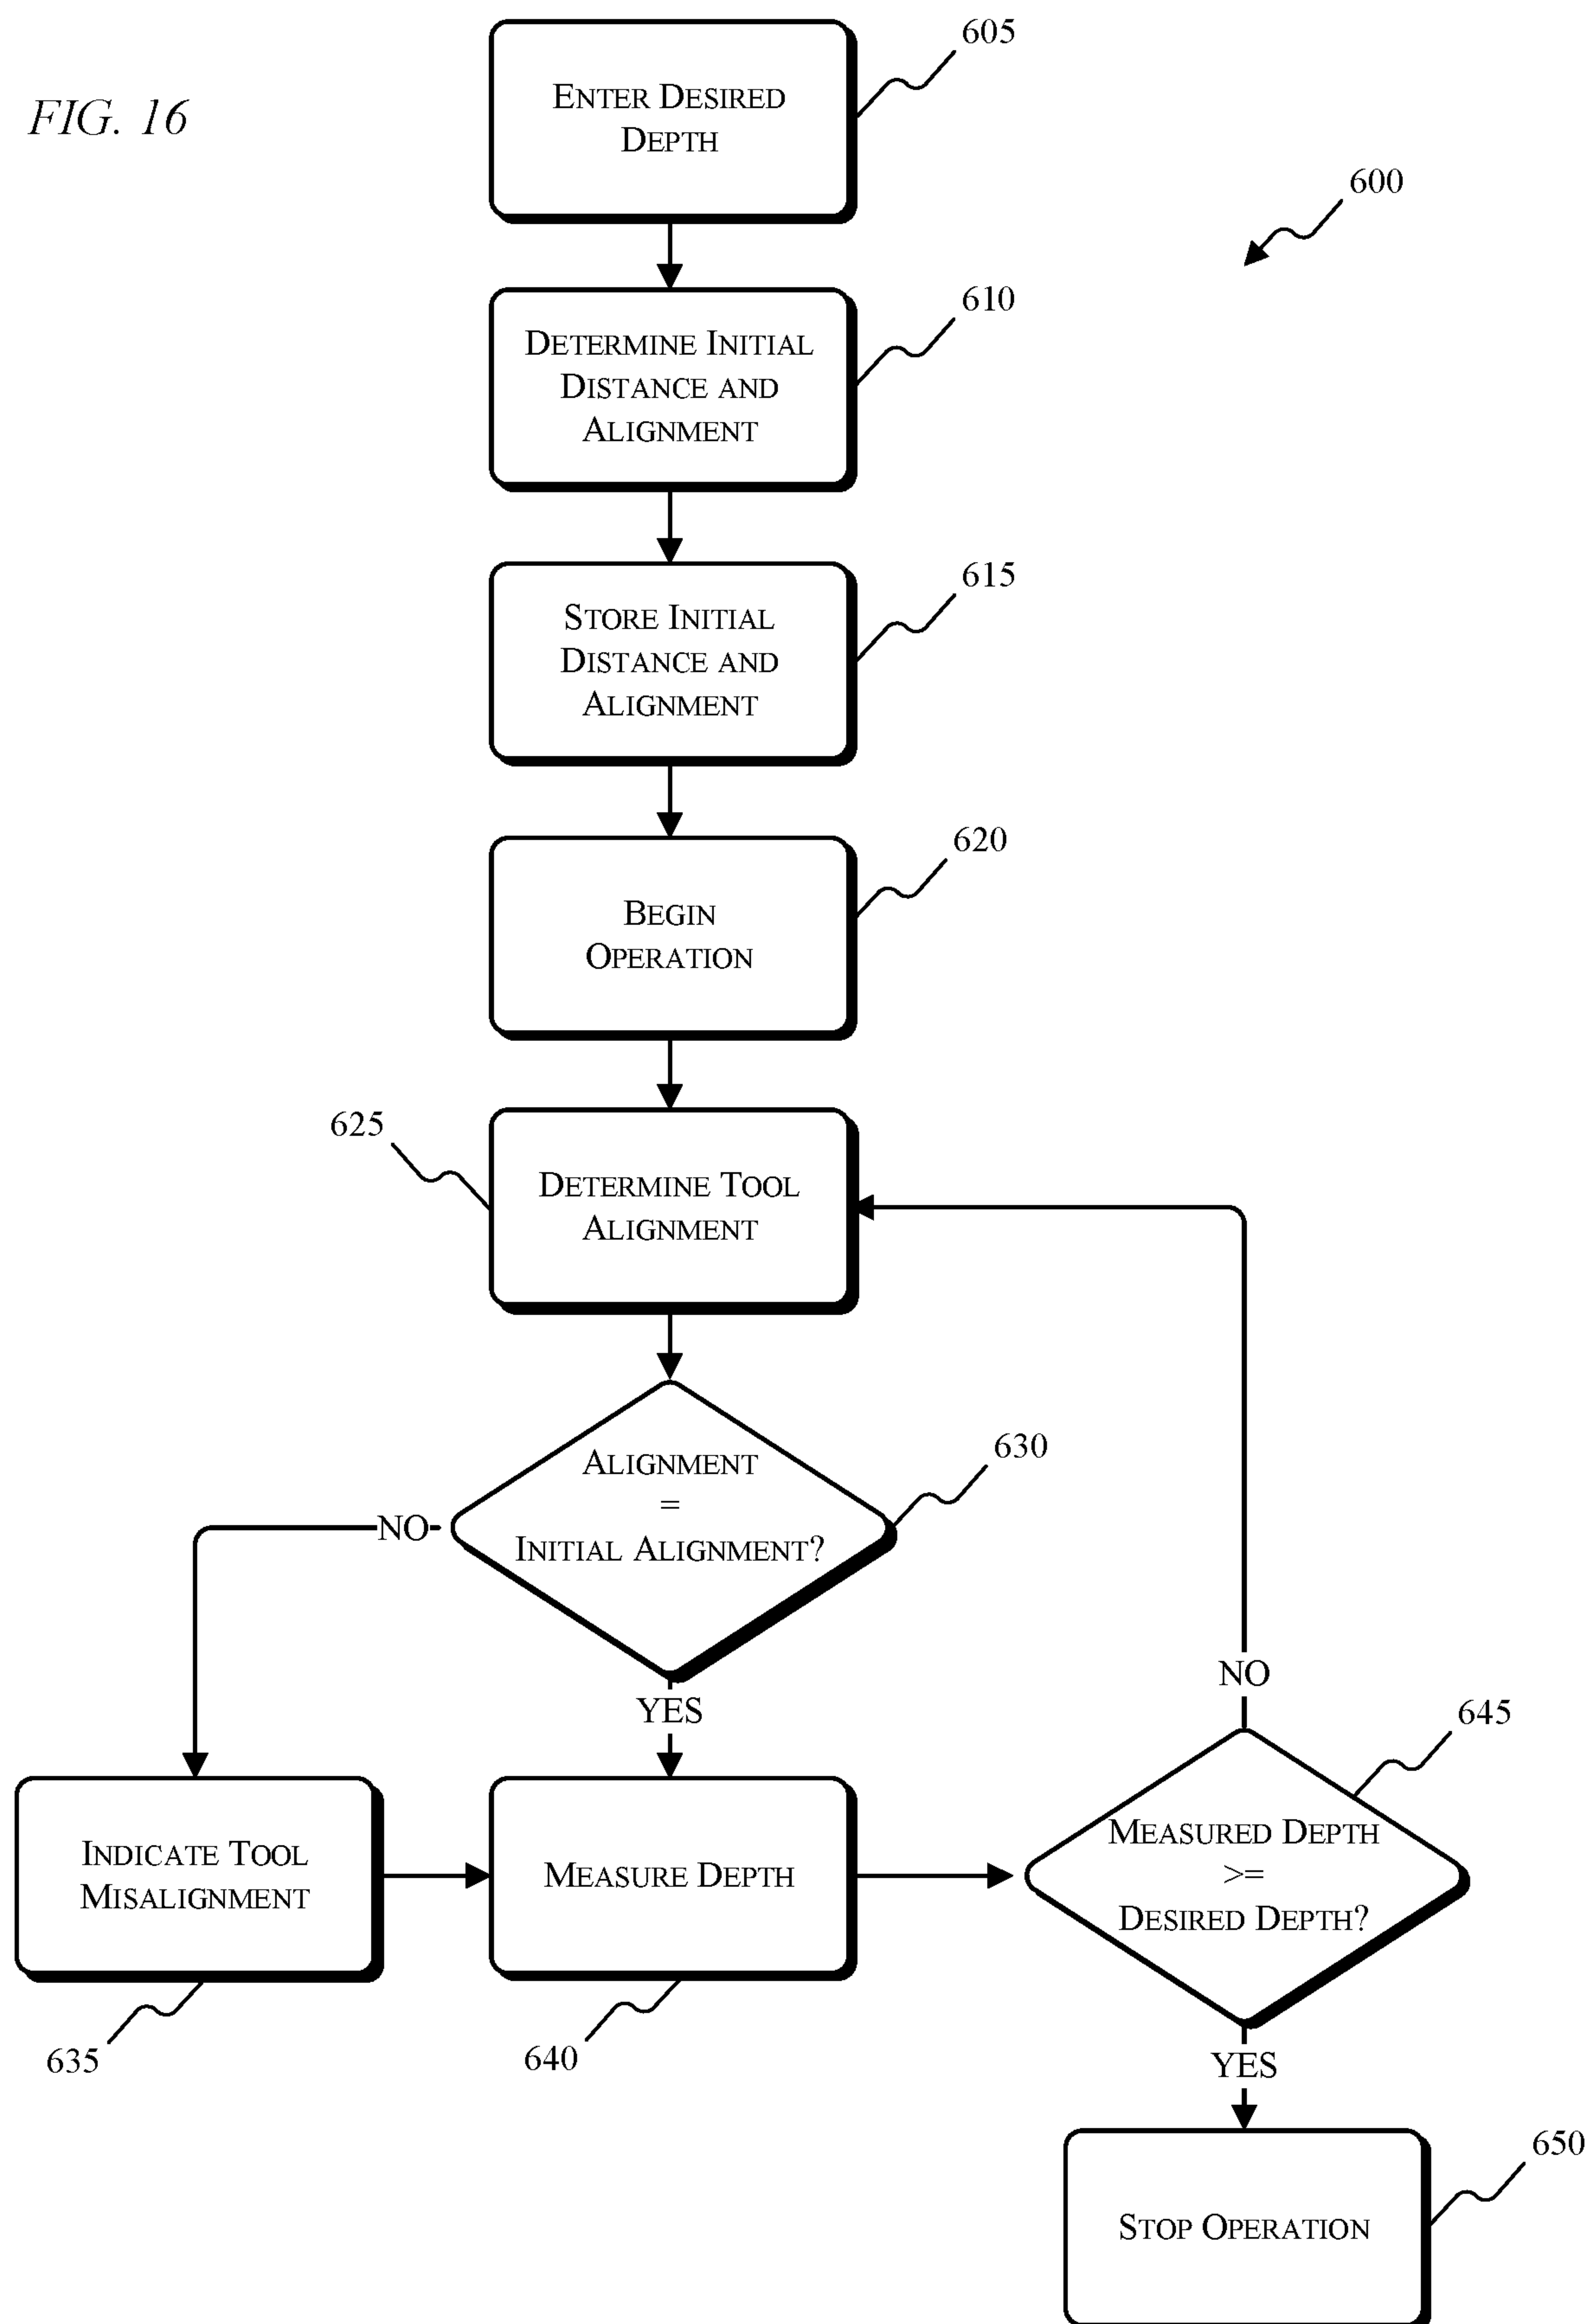 FIG. 16
605
ENTER DESIRED
DEPTH
600
610
DETERMINE INITIAL
DISTANCE AND
ALIGNMENT
615
STORE INITIAL
DISTANCE AND
ALIGNMENT
620
BEGIN
OPERATION
625
DETERMINE TOOL
ALIGNMENT
630
ALIGNMENT
=
INITIAL ALIGNMENT?
NO
YES
NO
645
INDICATE TOOL
MISALIGNMENT
635
MEASURE DEPTH
640
MEASURED DEPTH
>=
DESIRED DEPTH?
YES
650
STOP OPERATION